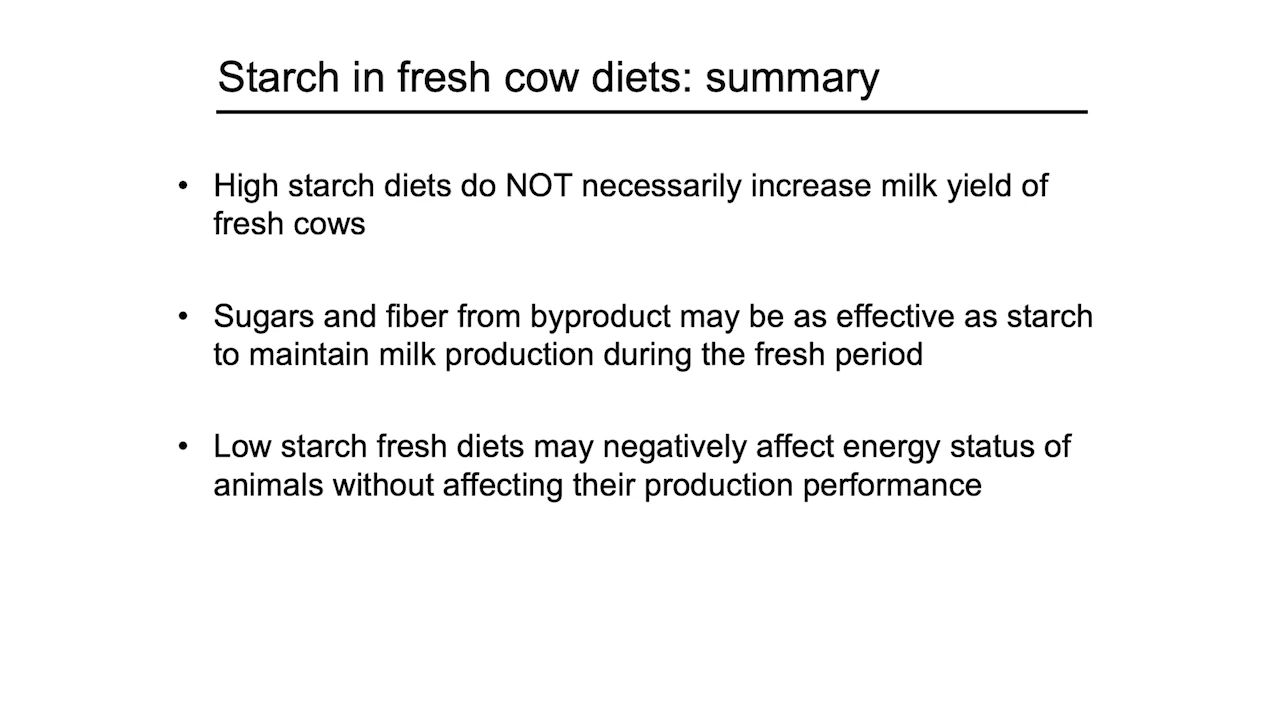 Starch in fresh cow diets: summary
• High starch diets do NOT necessarily increase milk yield of
fresh cows
• Sugars and fiber from byproduct may be as effective as starch
to maintain milk production during the fresh period
• Low starch fresh diets may negatively affect energy status of
animals without affecting their production performance